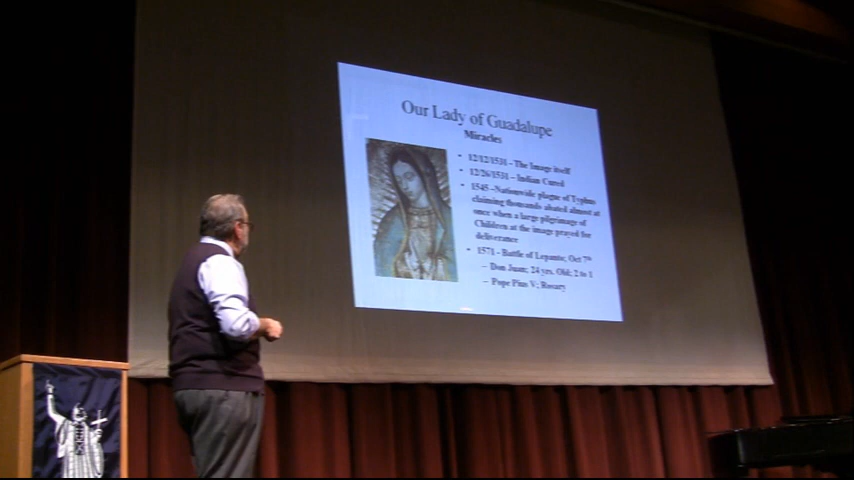 Our Lady of Guadalupe
Miracles
• 12/12/1531 - The Image itself
• 12/26/1531 - Indian Cured
• 1545 - Nationwide plague of Typhus
claiming thousands abated almost at
once when a large pilgrimage of
Children at the image prayed for
deliverance
• 1571 - Battle of Lepanto; Oct 7th
– Don Juan; 24 yrs. Old; 2 to 1
– Pope Pius V; Rosary